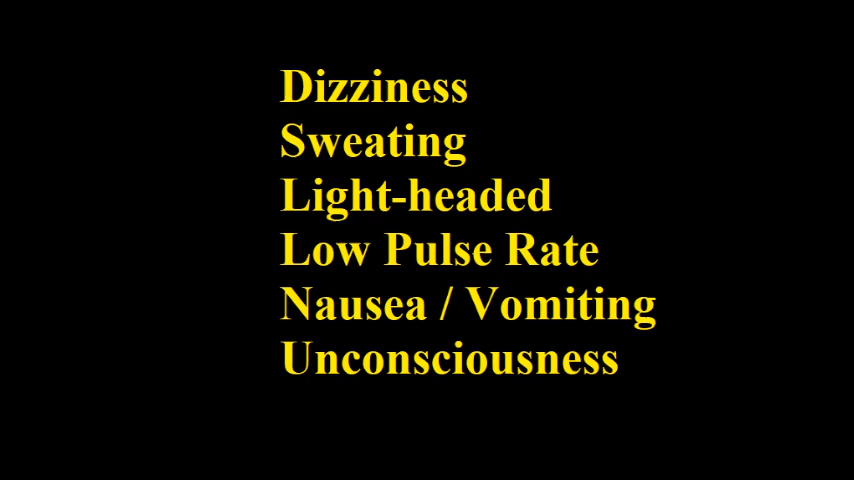 Dizziness
Sweating
Light-headed
Low Pulse Rate
Nausea / Vomiting
Unconsciousness